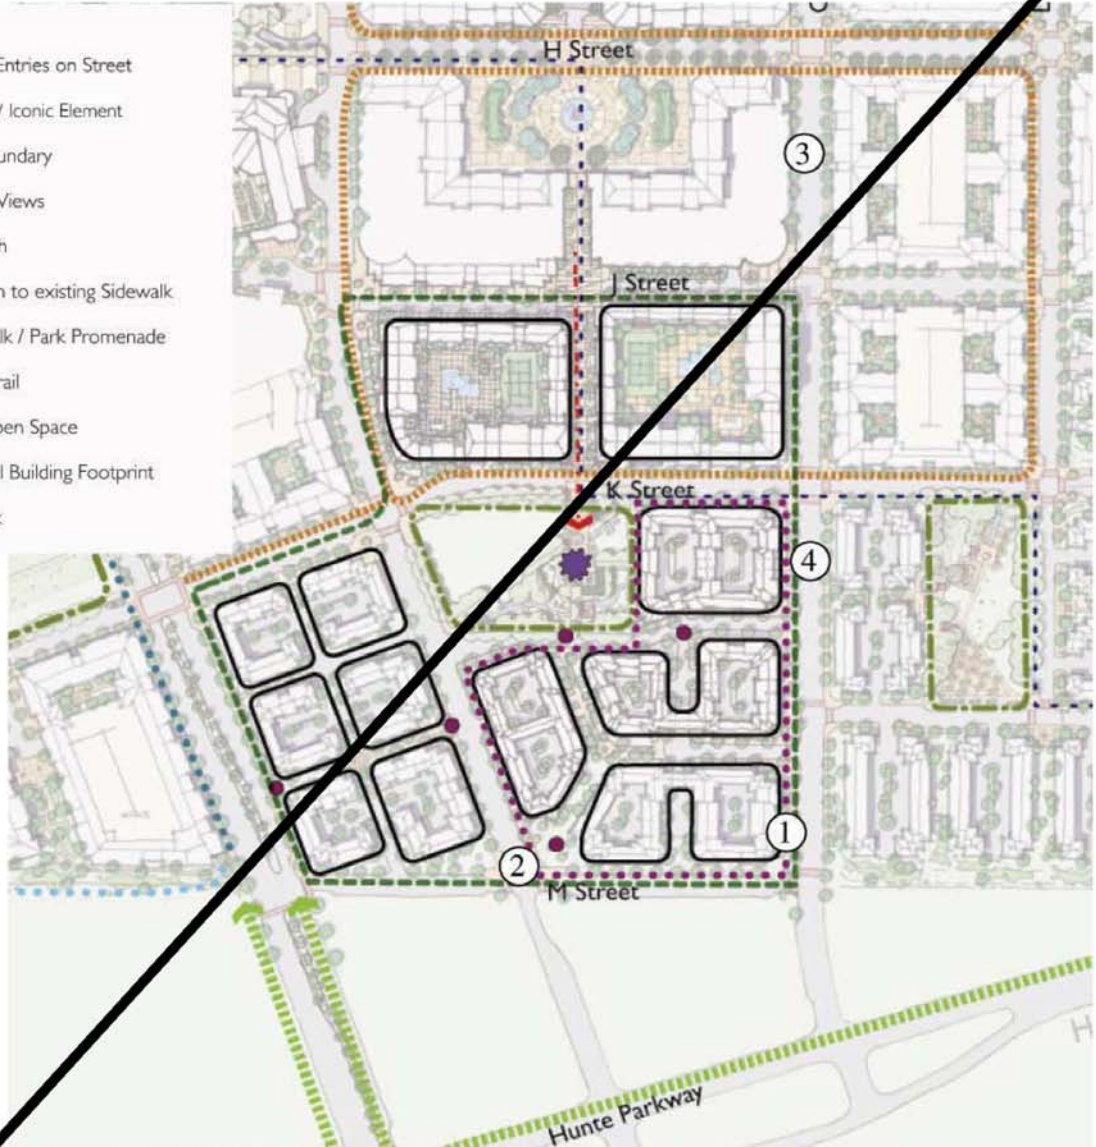 Entries on Street
/ Iconic Element
undary
Views
h
n to existing Sidewalk
lk / Park Promenade
rail
pen Space
l Building Footprint
H Street
3
J Street
K Street
4
1
2
M Street
Hunte Parkway
H